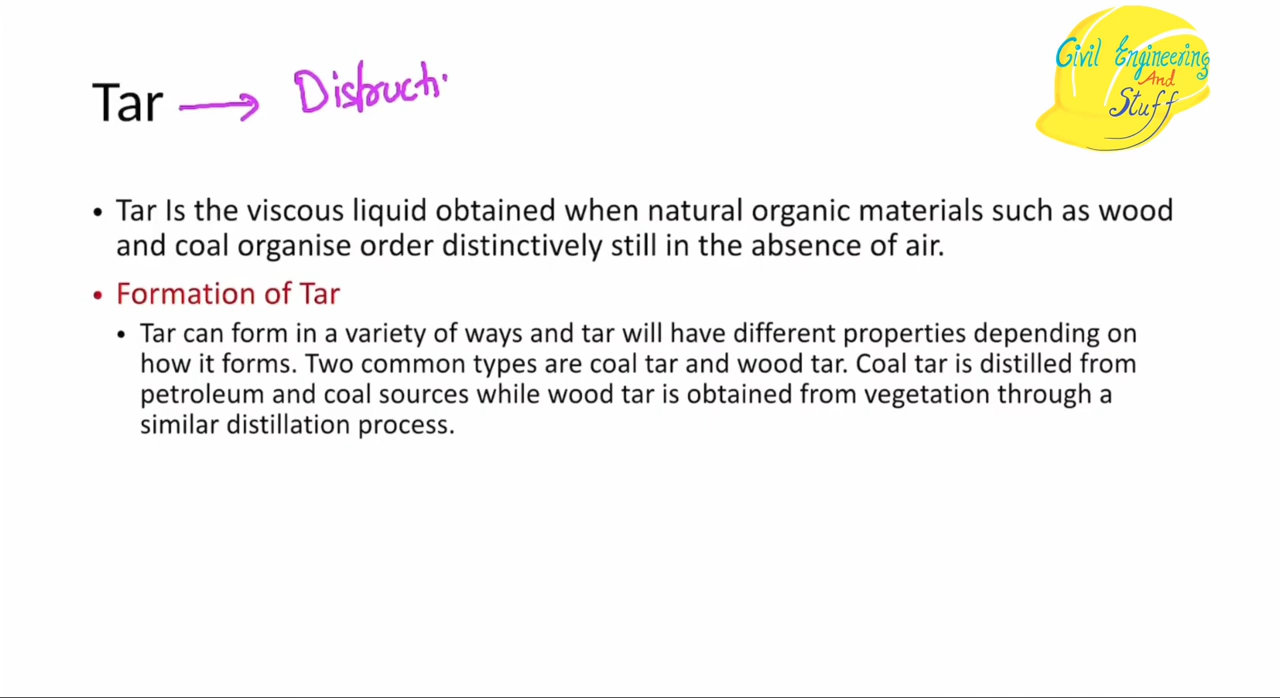 Civil Engineering
And
Stuff
Tar → Distructi
• Tar Is the viscous liquid obtained when natural organic materials such as wood
and coal organise order distinctively still in the absence of air.
• Formation of Tar
• Tar can form in a variety of ways and tar will have different properties depending on
how it forms. Two common types are coal tar and wood tar. Coal tar is distilled from
petroleum and coal sources while wood tar is obtained from vegetation through a
similar distillation process.